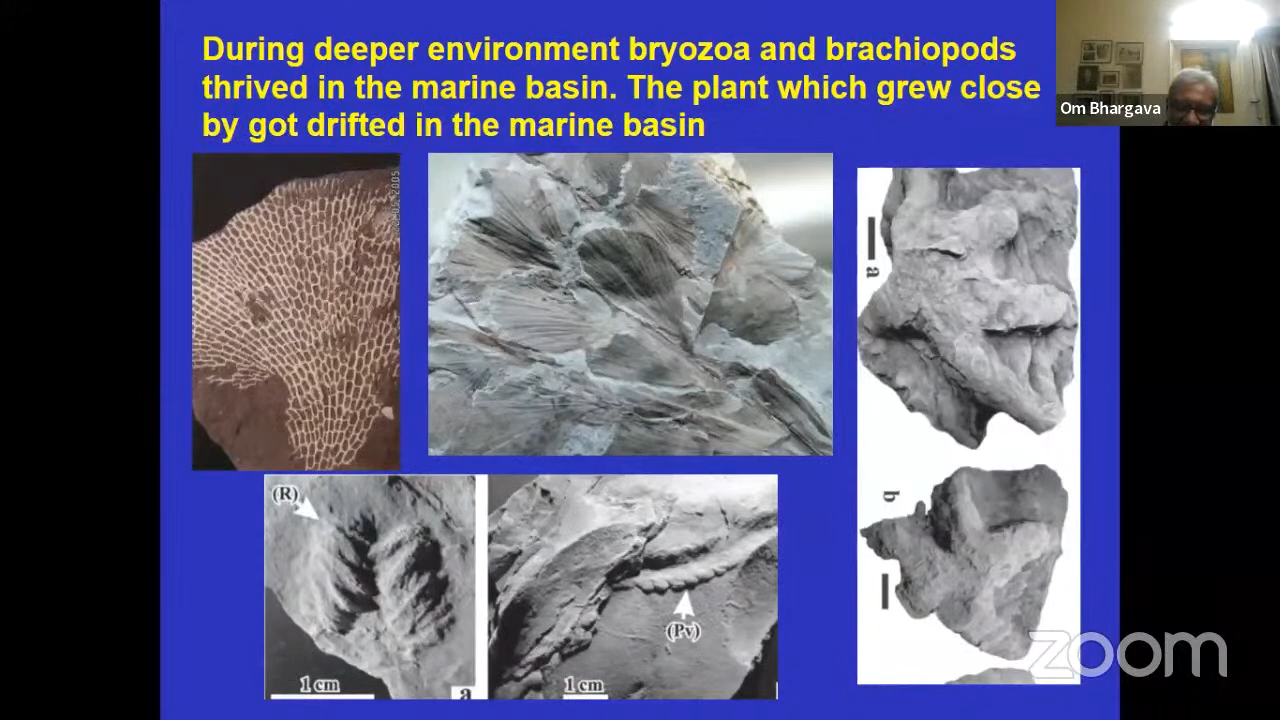 During deeper environment bryozoa and brachiopods
thrived in the marine basin. The plant which grew close
by got drifted in the marine basin
Om Bhargava
a
b
(R)
(Pv)
1 cm
a
1 cm
zoom